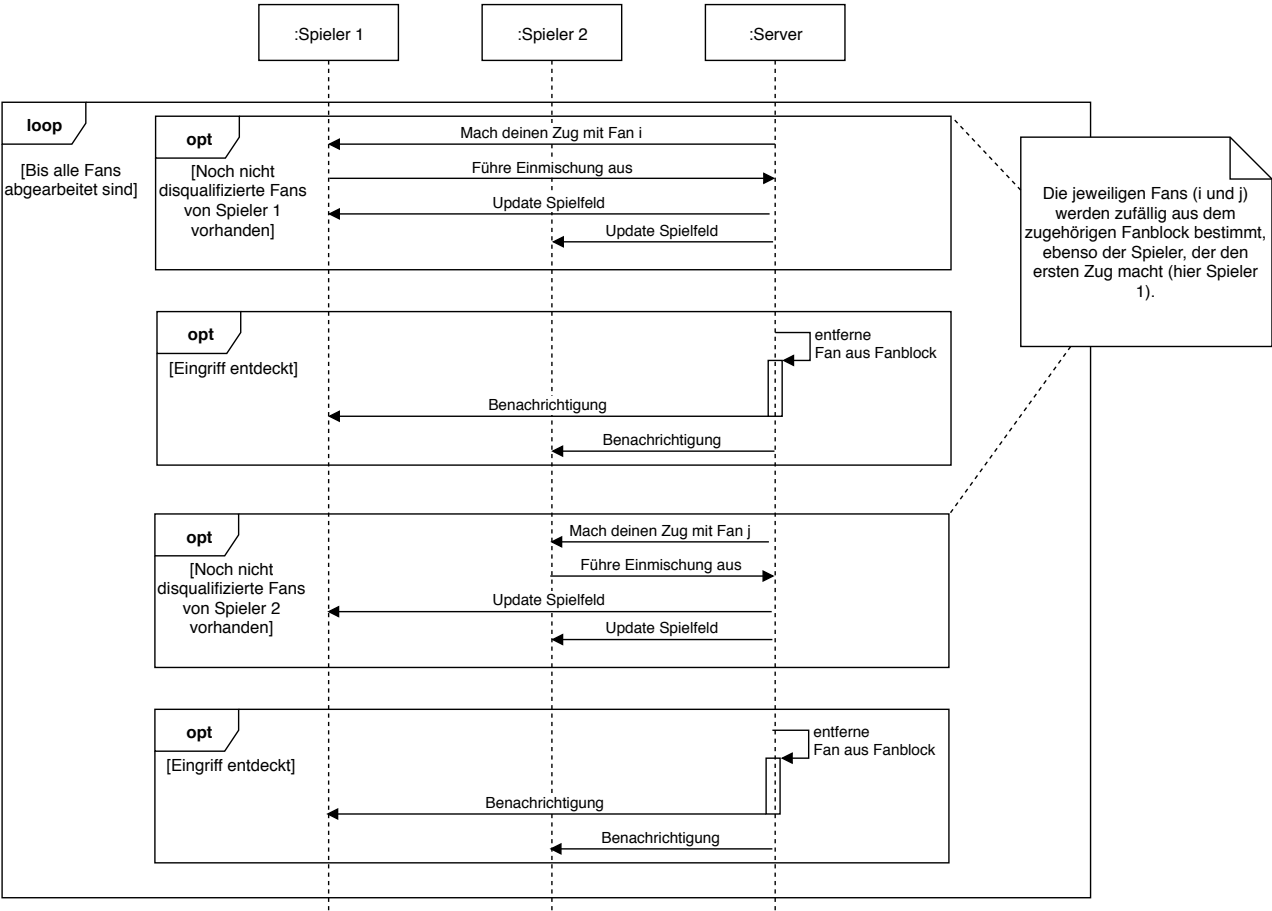 :Spieler 1
:Spieler 2
:Server
loop
[Bis alle Fans
abgearbeitet sind]
opt
[Noch nicht
disqualifizierte Fans
von Spieler 1
vorhanden]
Mach deinen Zug mit Fan i
Führe Einmischung aus
Update Spielfeld
Update Spielfeld
Die jeweiligen Fans (i und j)
werden zufällig aus dem
zugehörigen Fanblock bestimmt,
ebenso der Spieler, der den
ersten Zug macht (hier Spieler
1).
opt
[Eingriff entdeckt]
entferne
Fan aus Fanblock
Benachrichtigung
Benachrichtigung
opt
[Noch nicht
disqualifizierte Fans
von Spieler 2
vorhanden]
Mach deinen Zug mit Fan j
Führe Einmischung aus
Update Spielfeld
Update Spielfeld
opt
[Eingriff entdeckt]
entferne
Fan aus Fanblock
Benachrichtigung
Benachrichtigung